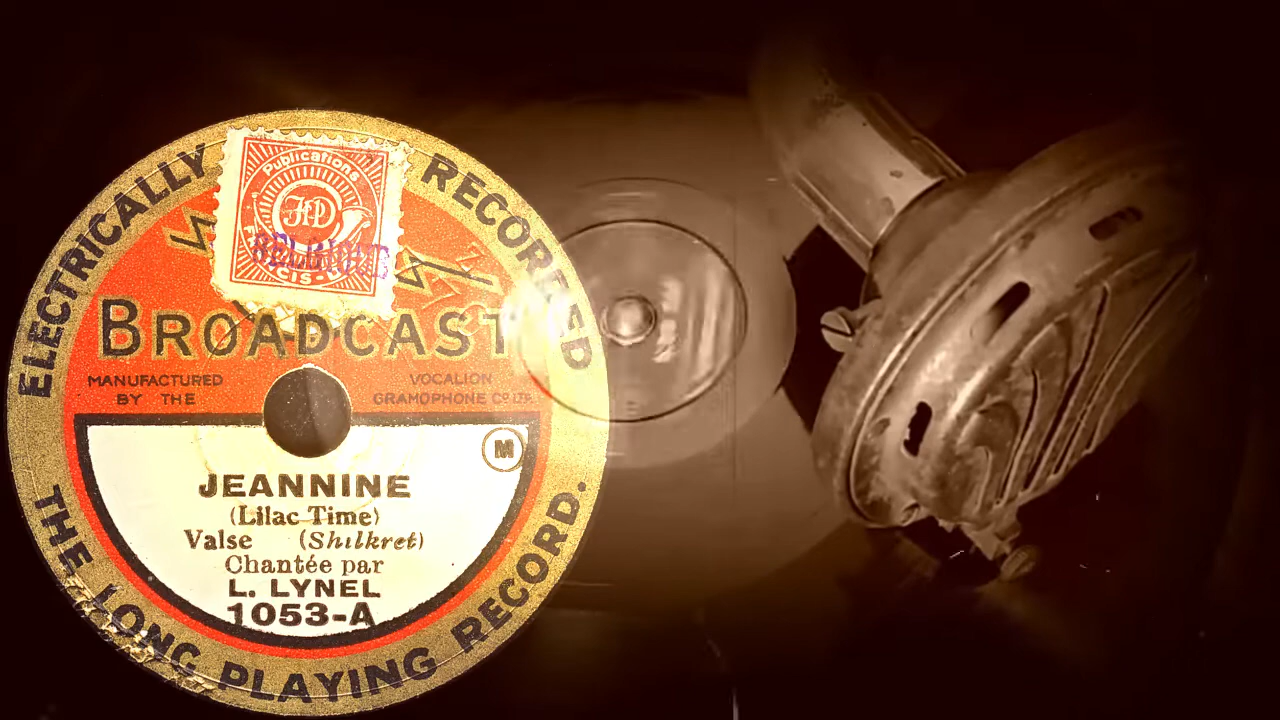 ELECTRICALLY RECORDED
Publications
BROADCAST
MANUFACTURED
BY THE
VOCALION
GRAMOPHONE Co LTD.
M
JEANNINE
(Lilac Time)
Valse (Shilkret)
Chantée par
L. LYNEL
1053-A
THE LONG PLAYING RECORD.